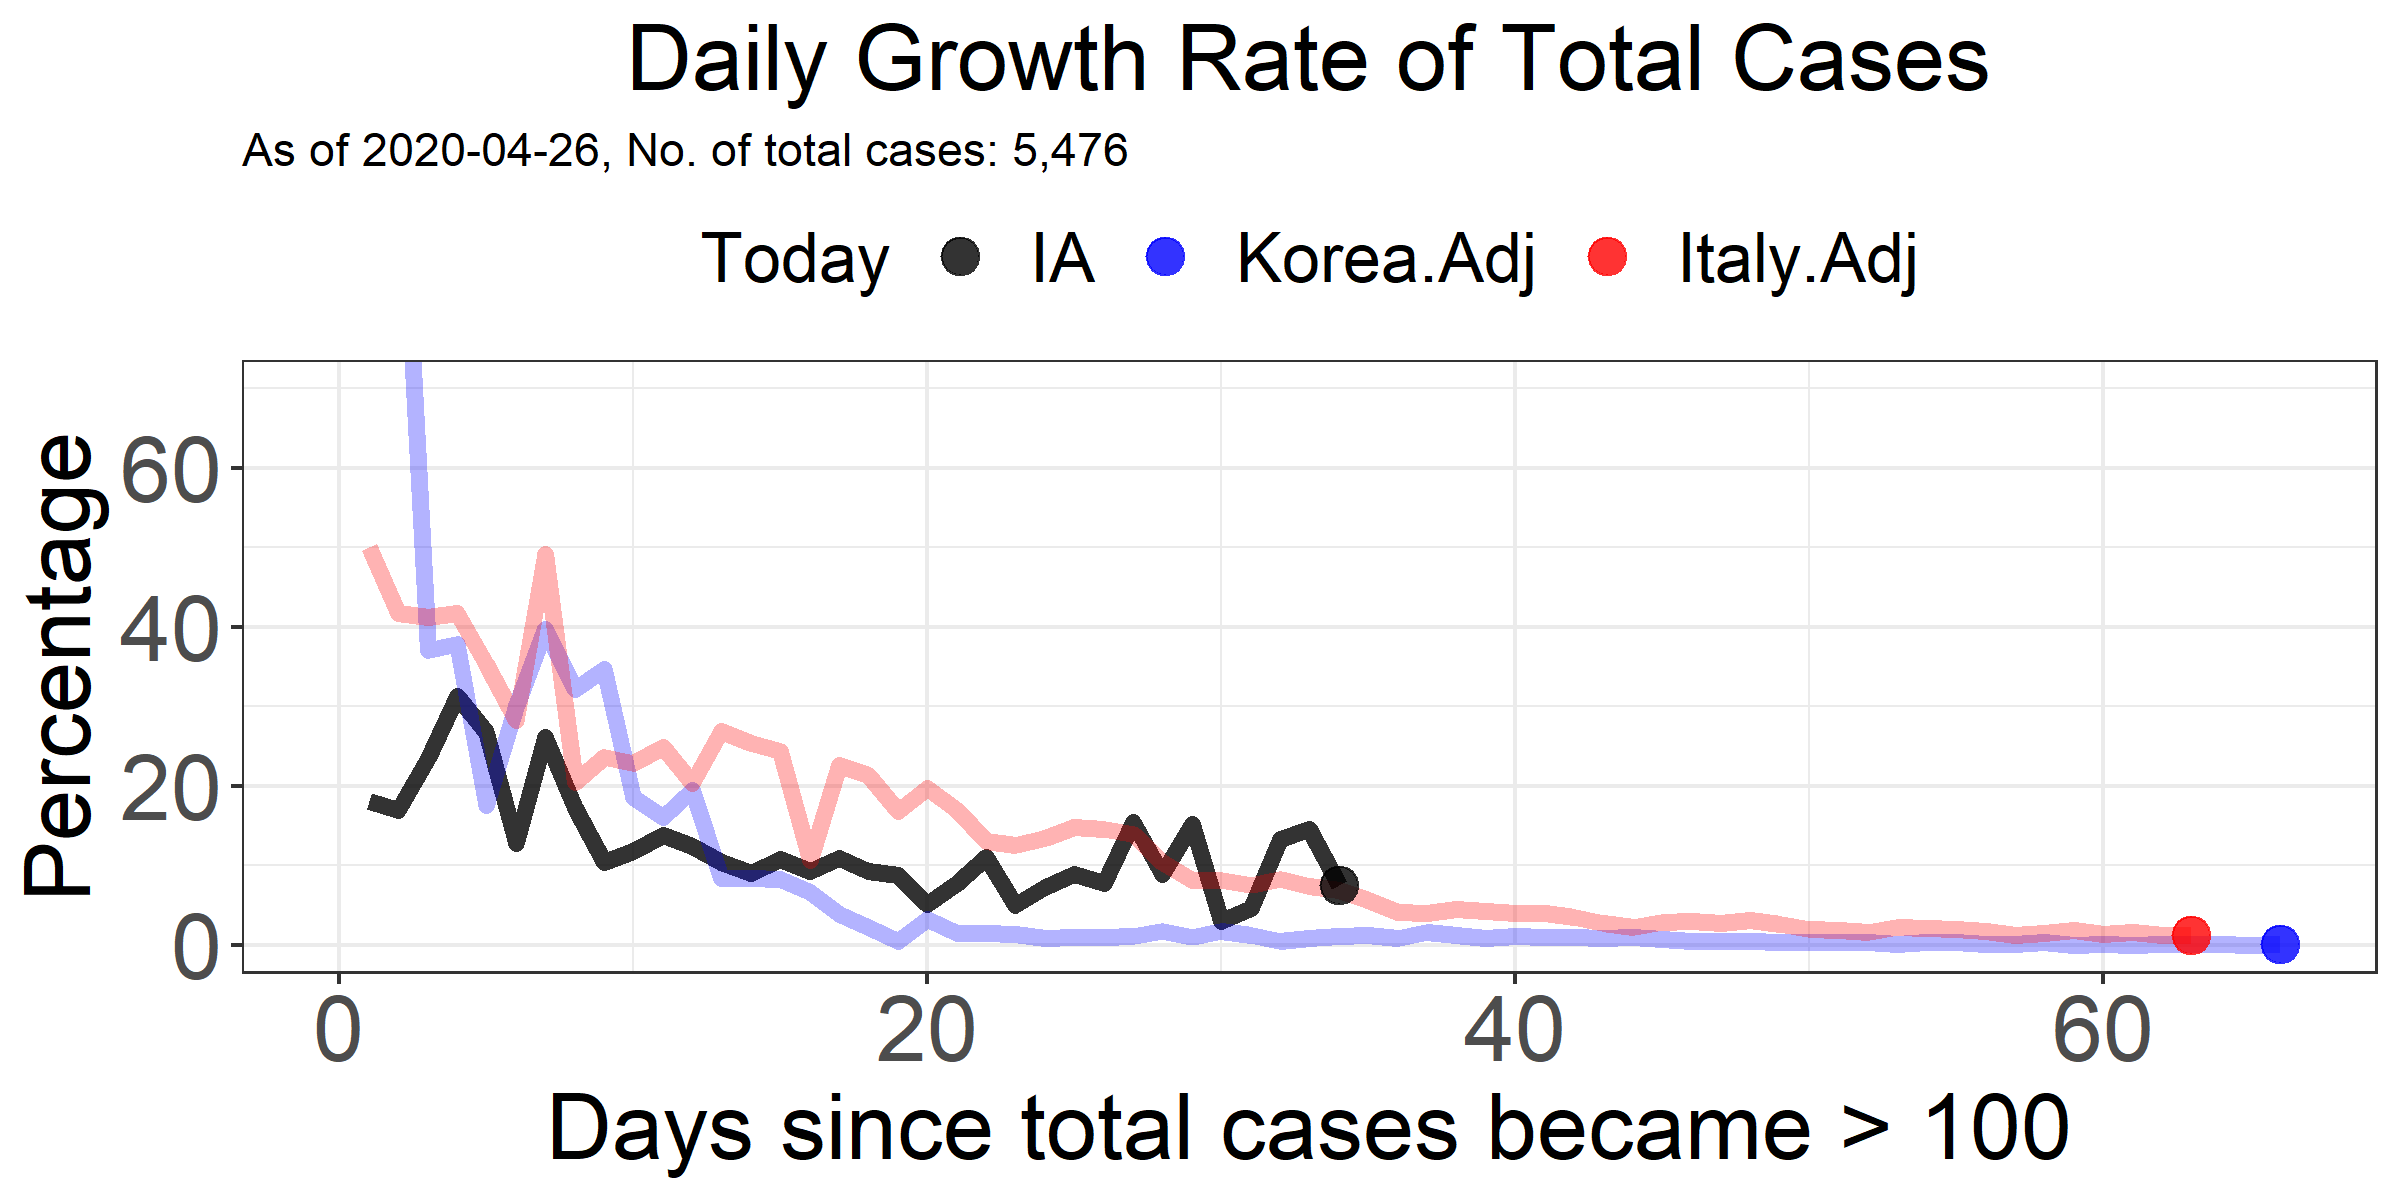 Daily Growth Rate of Total Cases
As of 2020-04-26, No. of total cases: 5,476
Today IA Korea.Adj Italy.Adj
Percentage
60
40
20
0
0 20 40 60
Days since total cases became > 100